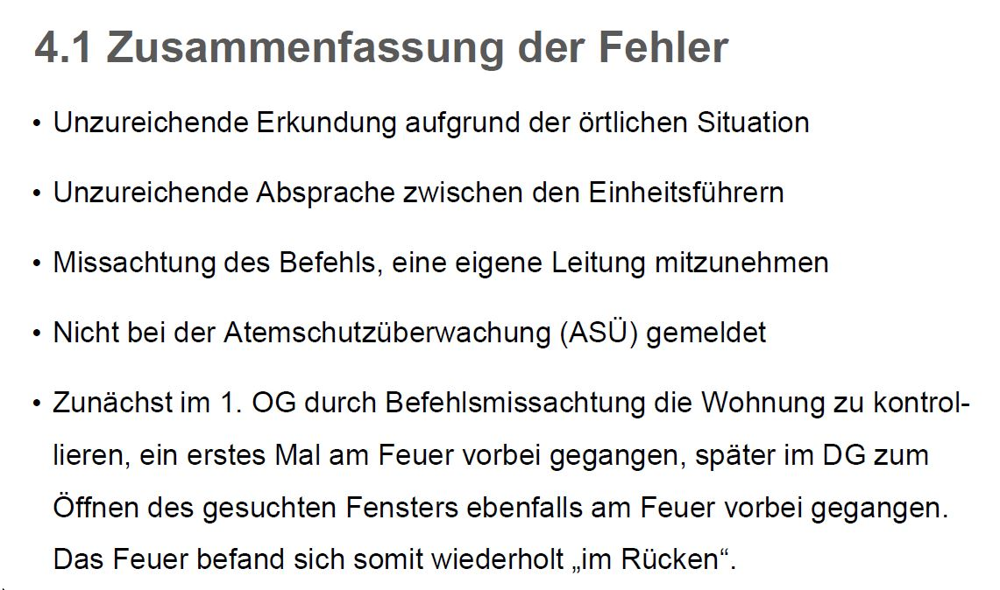 4.1 Zusammenfassung der Fehler
• Unzureichende Erkundung aufgrund der örtlichen Situation
• Unzureichende Absprache zwischen den Einheitsführern
• Missachtung des Befehls, eine eigene Leitung mitzunehmen
• Nicht bei der Atemschutzüberwachung (ASÜ) gemeldet
• Zunächst im 1. OG durch Befehlsmissachtung die Wohnung zu kontrol-
lieren, ein erstes Mal am Feuer vorbei gegangen, später im DG zum
Öffnen des gesuchten Fensters ebenfalls am Feuer vorbei gegangen.
Das Feuer befand sich somit wiederholt „im Rücken“.